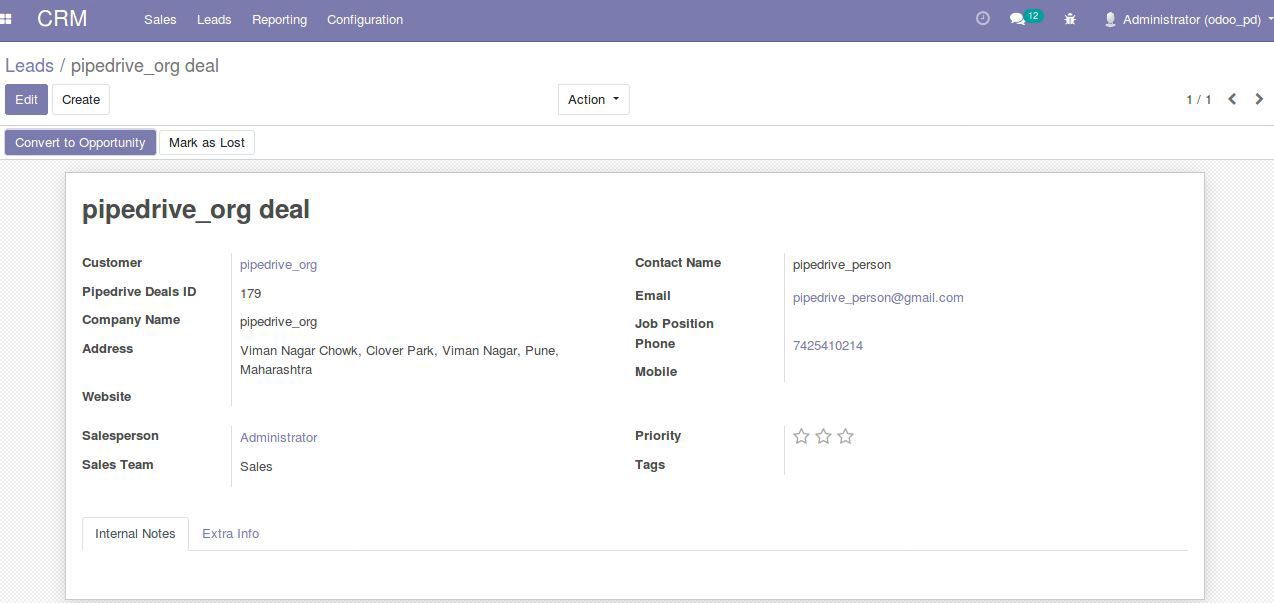 CRM Sales Leads Reporting Configuration 12 Administrator (odoo_pd)
Leads / pipedrive_org deal
Edit Create Action 1 / 1
Convert to Opportunity Mark as Lost
pipedrive_org deal
Customer pipedrive_org
Pipedrive Deals ID 179
Company Name pipedrive_org
Address Viman Nagar Chowk, Clover Park, Viman Nagar, Pune,
Maharashtra
Website
Contact Name pipedrive_person
Email pipedrive_person@gmail.com
Job Position
Phone 7425410214
Mobile
Salesperson Administrator
Sales Team Sales
Priority
Tags
Internal Notes Extra Info